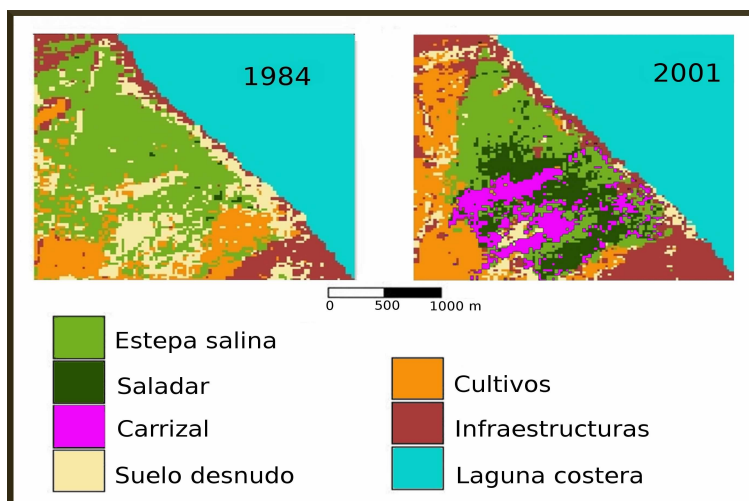 1984
2001
0 500 1000 m
Estepa salina
Saladar
Carrizal
Suelo desnudo
Cultivos
Infraestructuras
Laguna costera